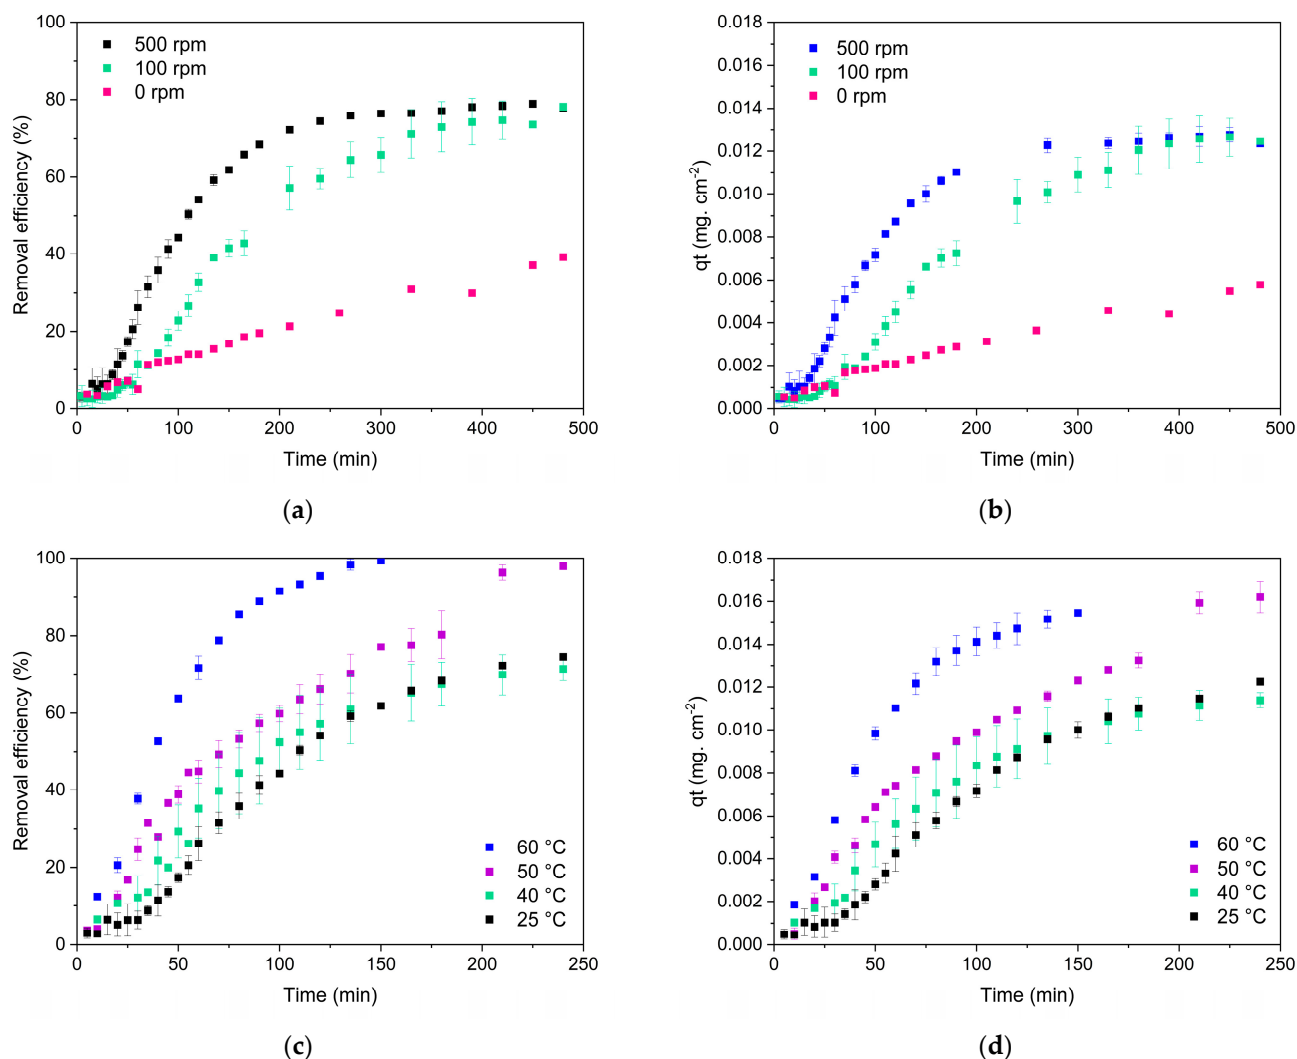 100
80
60
40
20
0
Removal efficiency (%)
500 rpm
100 rpm
0 rpm
0 100 200 300 400 500
Time (min)
(a)
0.018
0.016
0.014
0.012
0.010
0.008
0.006
0.004
0.002
0.000
qt (mg. cm-2)
500 rpm
100 rpm
0 rpm
0 100 200 300 400 500
Time (min)
(b)
100
80
60
40
20
0
Removal efficiency (%)
60 °C
50 °C
40 °C
25 °C
0 50 100 150 200 250
Time (min)
(c)
0.018
0.016
0.014
0.012
0.010
0.008
0.006
0.004
0.002
0.000
qt (mg. cm-2)
60 °C
50 °C
40 °C
25 °C
0 50 100 150 200 250
Time (min)
(d)